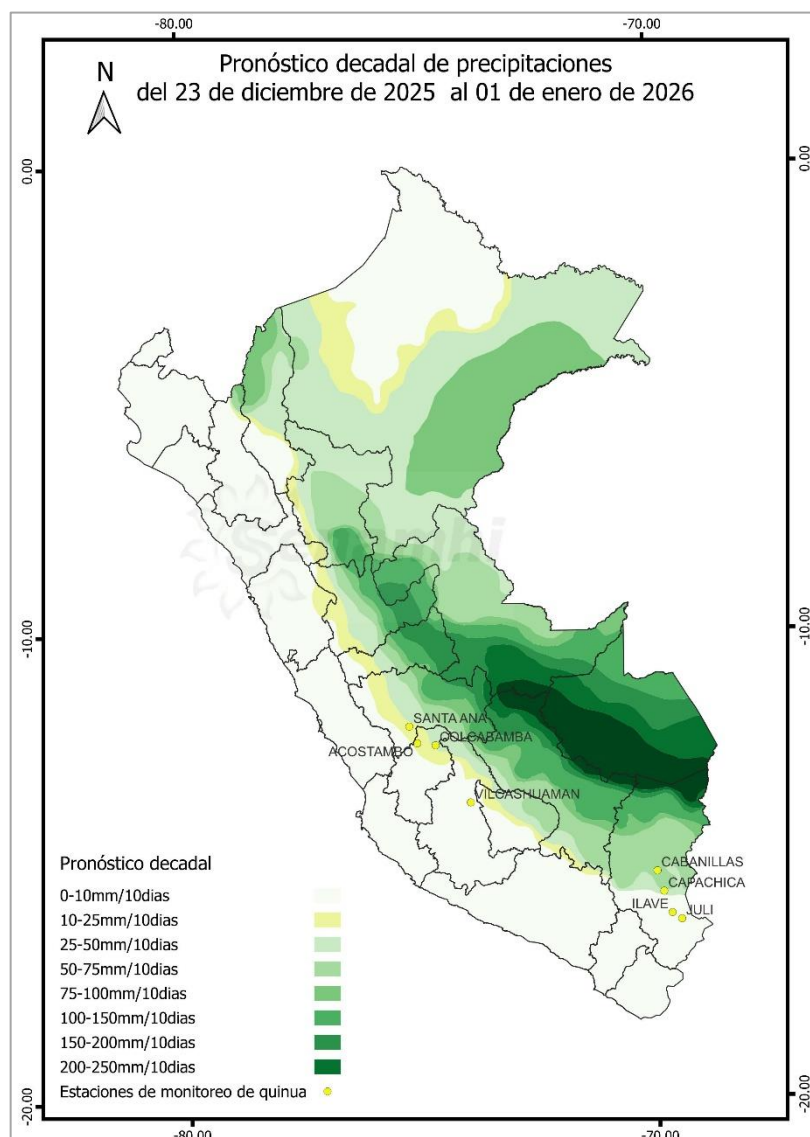 -80.00
-70.00
Pronóstico decadal de precipitaciones
del 23 de diciembre de 2025 al 01 de enero de 2026
N
0.00
0.00
Senamhi
-10.00
-10.00
SANTA ANA
ACOSTAMBO
COLCABAMBA
VILCASHUAMAN
CABANILLAS
CAPACHICA
ILAVE
JULI
Pronóstico decadal
0-10mm/10dias
10-25mm/10dias
25-50mm/10dias
50-75mm/10dias
75-100mm/10dias
100-150mm/10dias
150-200mm/10dias
200-250mm/10dias
Estaciones de monitoreo de quinua
-20.00
-20.00
-80.00
-70.00